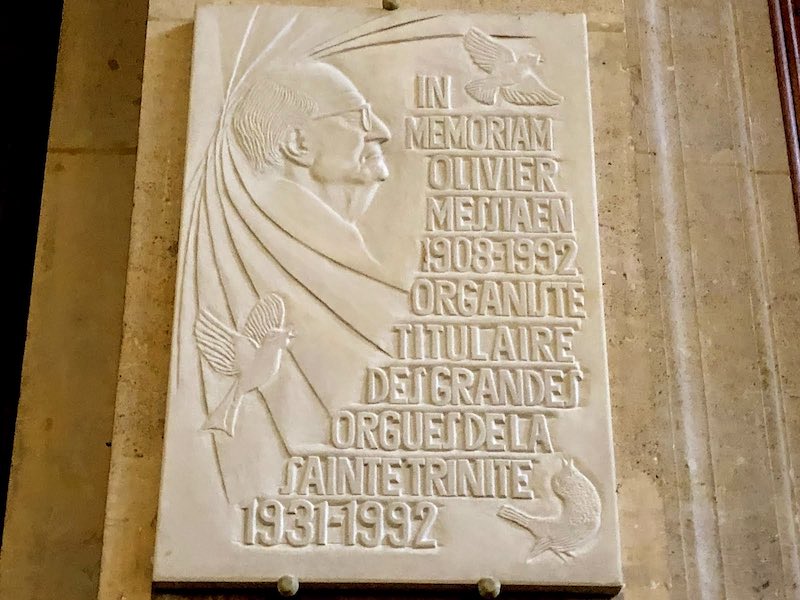 IN
MEMORIAM
OLIVIER
MESSIAEN
1908-1992
ORGANISTE
TITULAIRE
DES GRANDES
ORGUES DE LA
SAINTE TRINITE
1931-1992